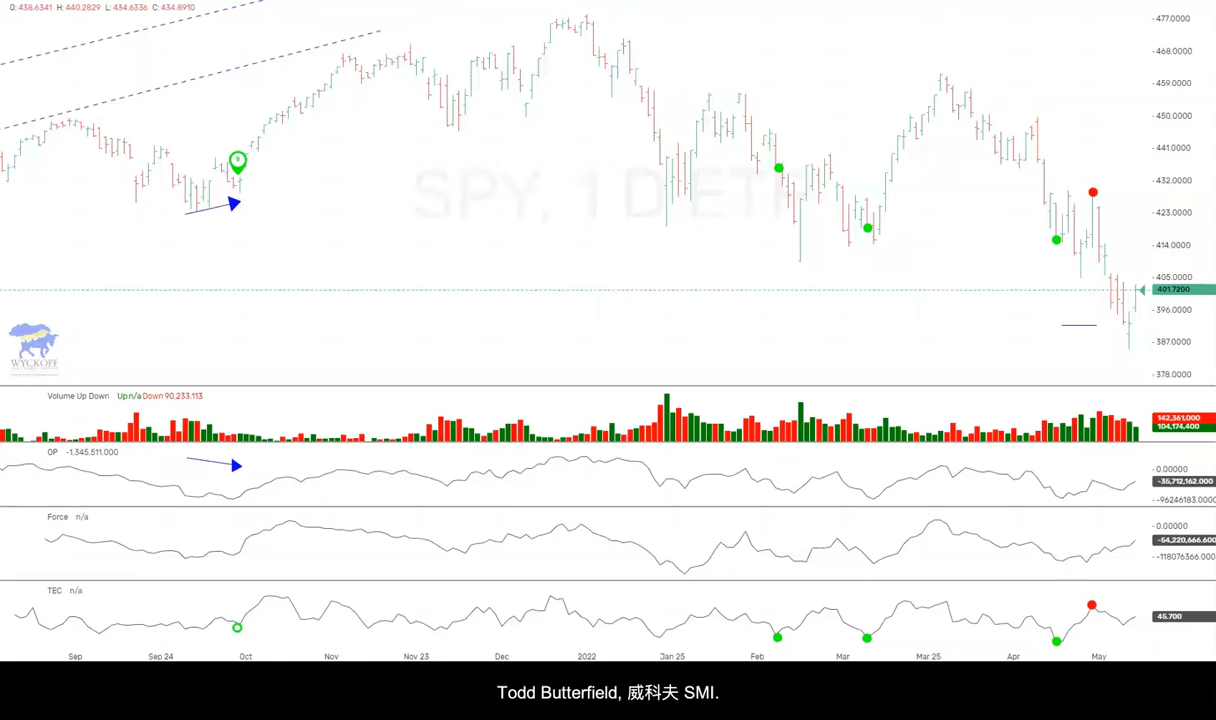 O: 438.6341 H: 440.2829 L: 434.6336 C: 434.8910
SPY, 1 D ET
477.0000
468.0000
459.0000
450.0000
441.0000
432.0000
423.0000
414.0000
405.0000
401.7200
396.0000
387.0000
378.0000
WYCKOFF
Volume Up Down Up n/a Down 90.233.113
142,361,000
104,174,400
OP -1,345,511.000
0.00000
-35,712,162.000
-96246183.0000
Force n/a
0.00000
-54,220,666.600
-118076366.000
TEC n/a
45.700
Sep Sep 24 Oct Nov Nov 23 Dec 2022 Jan 25 Feb Mar Mar 25 Apr May
Todd Butterfield, 威科夫 SMI.